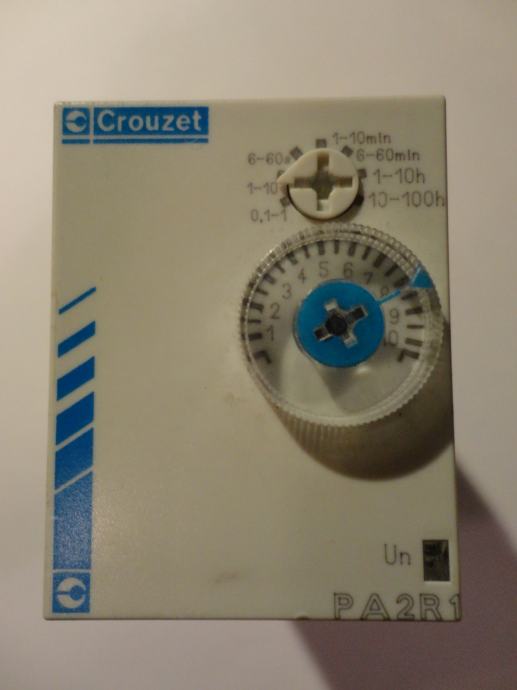 Crouzet
1-10min
6-60s 6-60min
1-10 1-10h
0,1-1 10-100h
1 2 3 4 5 6 7 8 9 10
Un
PA2R1